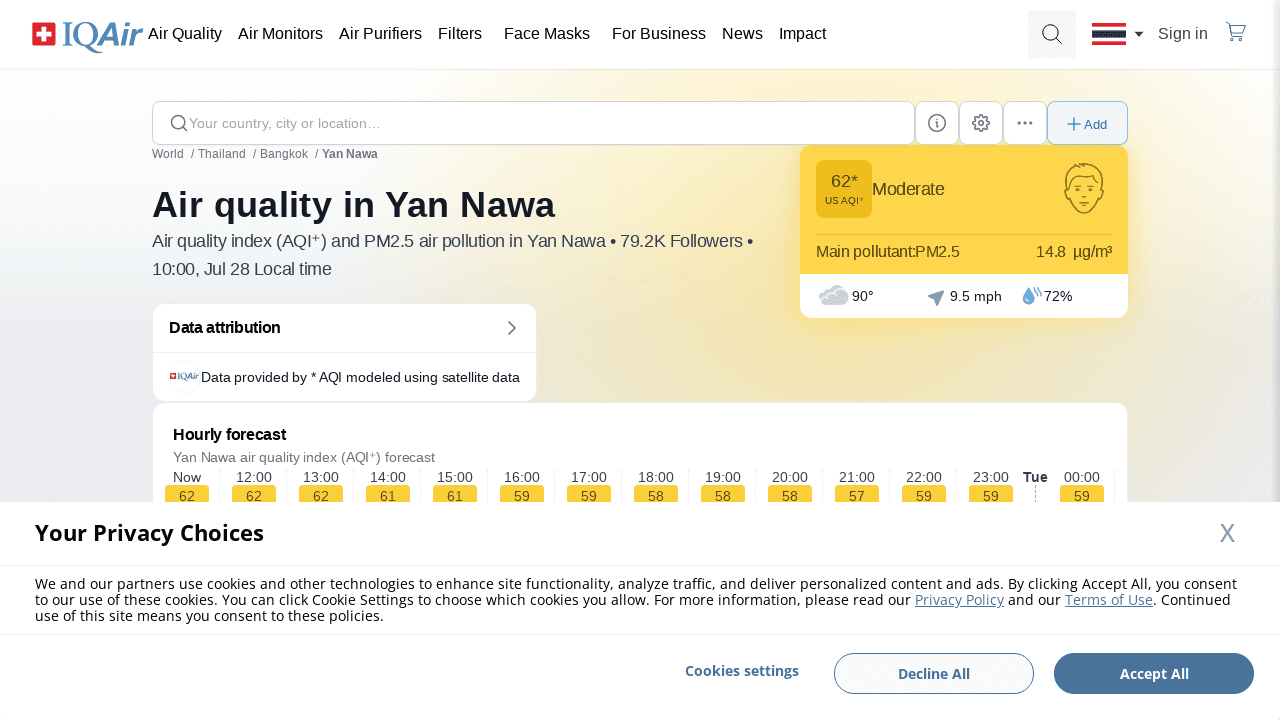 IQAir Air Quality Air Monitors Air Purifiers Filters Face Masks For Business News Impact Sign in
Your country, city or location…
Add
World / Thailand / Bangkok / Yan Nawa
Air quality in Yan Nawa
Air quality index (AQI⁺) and PM2.5 air pollution in Yan Nawa • 79.2K Followers •
10:00, Jul 28 Local time
62*
US AQI⁺
Moderate
Main pollutant:PM2.5 14.8 µg/m³
90° 9.5 mph 72%
Data attribution
IQAir Data provided by * AQI modeled using satellite data
Hourly forecast
Yan Nawa air quality index (AQI⁺) forecast
Now 12:00 13:00 14:00 15:00 16:00 17:00 18:00 19:00 20:00 21:00 22:00 23:00 Tue 00:00
62 62 62 61 61 59 59 58 58 58 57 59 59 59
Your Privacy Choices
X
We and our partners use cookies and other technologies to enhance site functionality, analyze traffic, and deliver personalized content and ads. By clicking Accept All, you consent
to our use of these cookies. You can click Cookie Settings to choose which cookies you allow. For more information, please read our Privacy Policy and our Terms of Use. Continued
use of this site means you consent to these policies.
Cookies settings Decline All Accept All